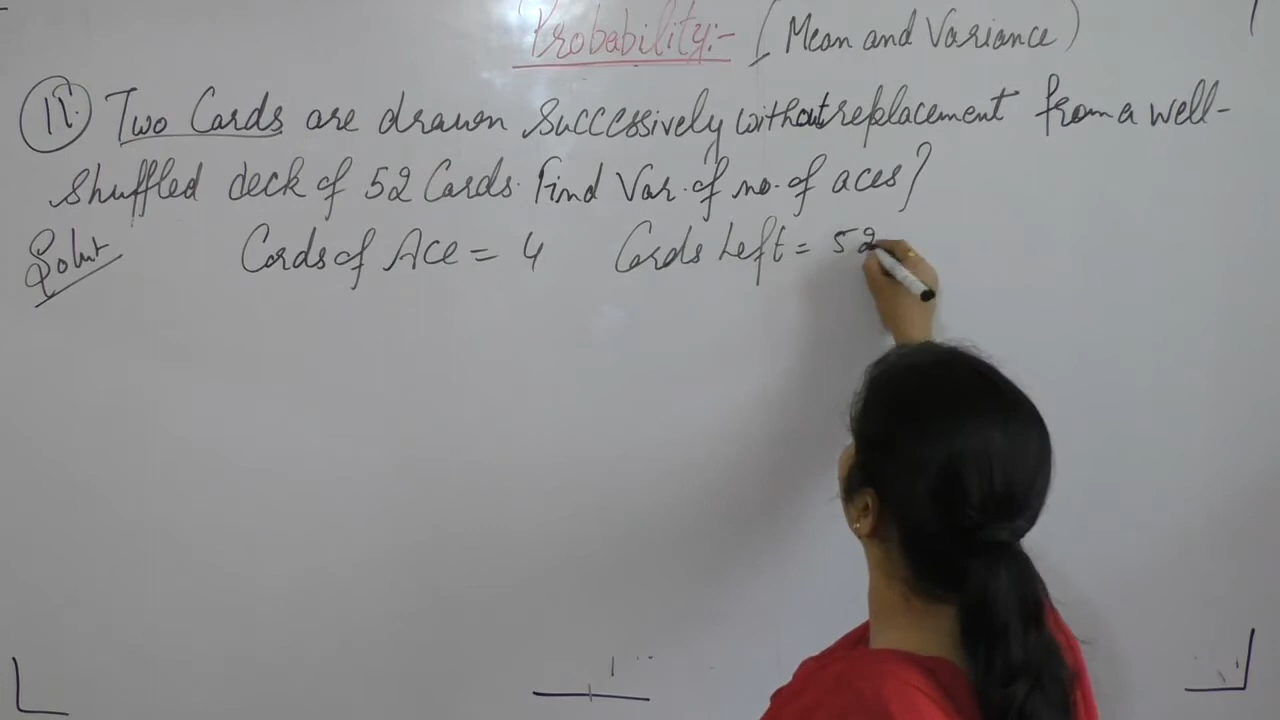 Probability:- (Mean and Variance)
11. Two Cards are drawn Successively without replacement from a well-
shuffled deck of 52 Cards. Find Var. of no. of aces?
Solut Cards of Ace = 4 Cards Left = 52